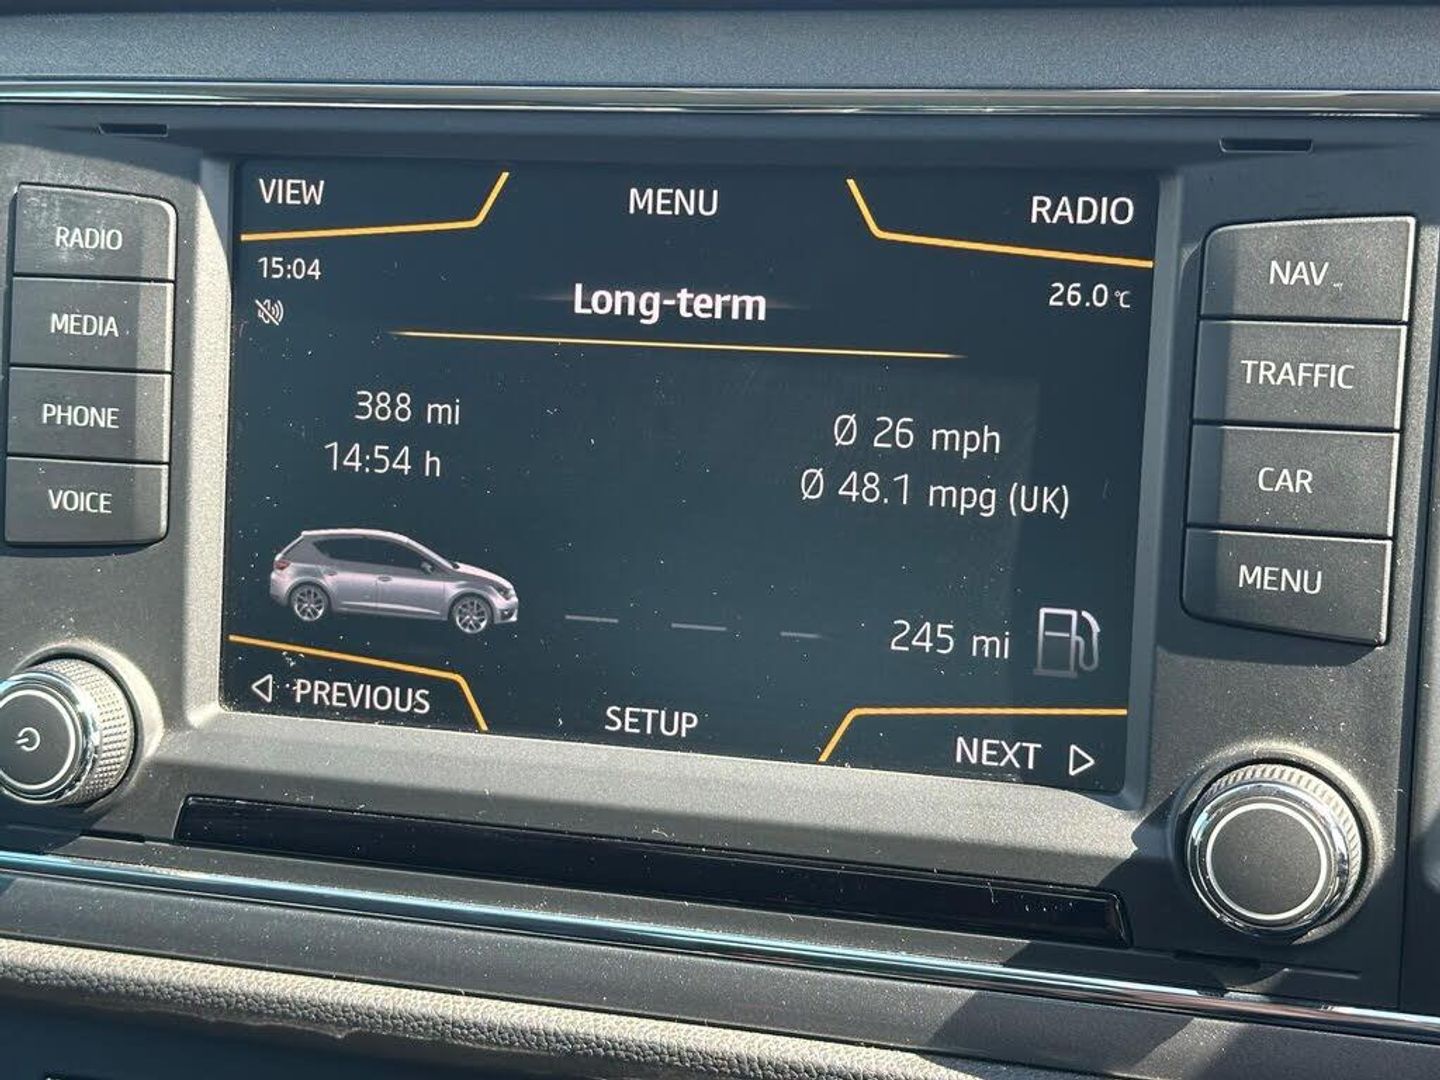 RADIO
MEDIA
PHONE
VOICE
VIEW
MENU
RADIO
15:04
26.0 °C
Long-term
388 mi
14:54 h
Ø 26 mph
Ø 48.1 mpg (UK)
245 mi
PREVIOUS
SETUP
NEXT
NAV
TRAFFIC
CAR
MENU